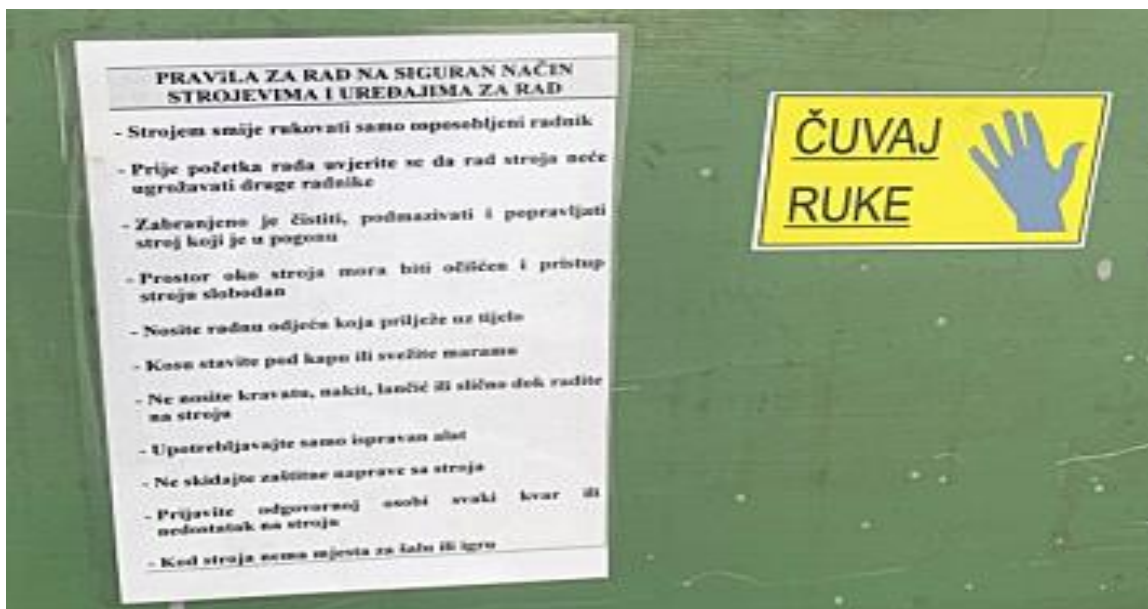 PRAVILA ZA RAD NA SIGURAN NAČIN
STROJEVIMA I UREĐAJIMA ZA RAD
- Strojem smije rukovati samo osposobljeni radnik
- Prije početka rada uvjerite se da rad stroja neće
ugrožavati druge radnike
- Zabranjeno je čistiti, podmazivati i popravljati
stroj koji je u pogonu
- Prostor oko stroja mora biti očišćen i pristup
stroju slobodan
- Nosite radnu odjeću koja priliježe uz tijelo
- Kosu stavite pod kapu ili svežite maramu
- Ne nosite kravatu, nakit, lančić ili slično dok radite
na stroju
- Upotrebljavajte samo ispravan alat
- Ne skidajte zaštitne naprave sa stroja
- Prijavite odgovornoj osobi svaki kvar ili
nedostatak na stroju
- Kod stroja nema mjesta za šalu ili igru
ČUVAJ
RUKE